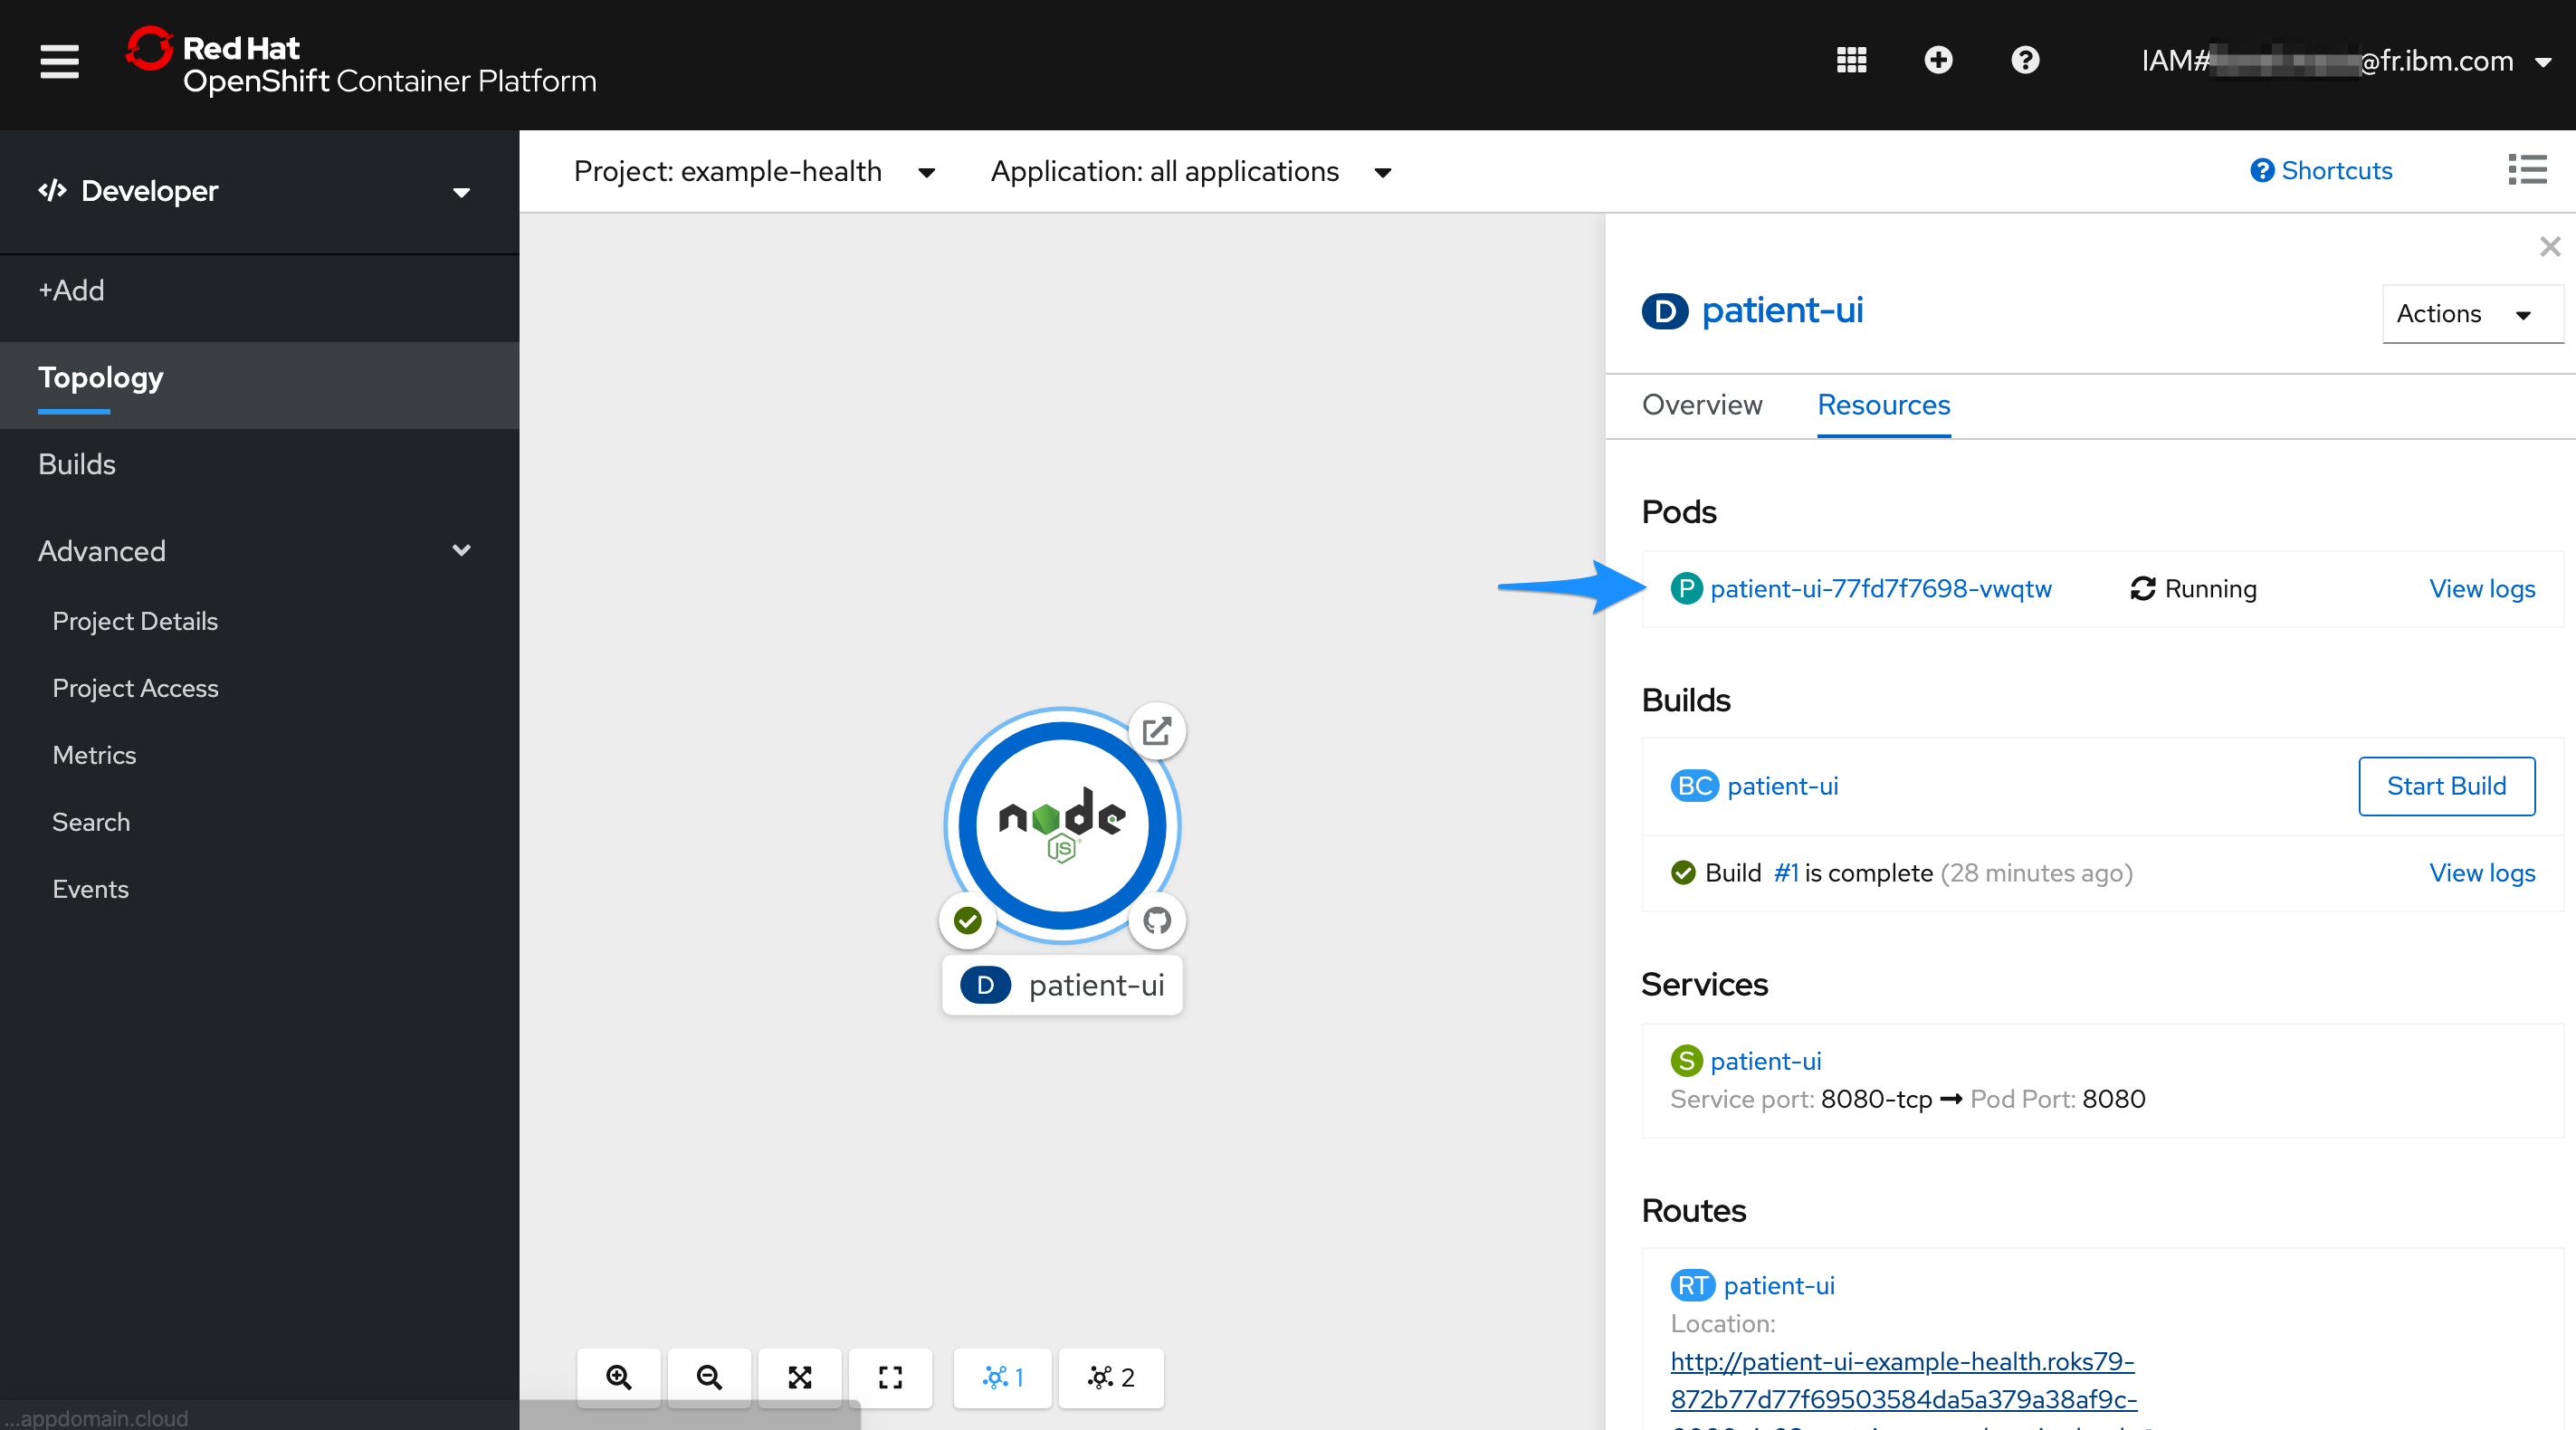 Red Hat
OpenShift Container Platform
IAM#
@fr.ibm.com
Developer
Project: example-health
Application: all applications
Shortcuts
+Add
Topology
Builds
Advanced
Project Details
Project Access
Metrics
Search
Events
node
JS
D patient-ui
1
2
...appdomain.cloud
D patient-ui
Actions
Overview
Resources
Pods
P patient-ui-77fd7f7698-vwqtw
Running
View logs
Builds
BC patient-ui
Start Build
Build #1 is complete (28 minutes ago)
View logs
Services
S patient-ui
Service port: 8080-tcp → Pod Port: 8080
Routes
RT patient-ui
Location:
http://patient-ui-example-health.roks79-
872b77d77f69503584da5a379a38af9c-